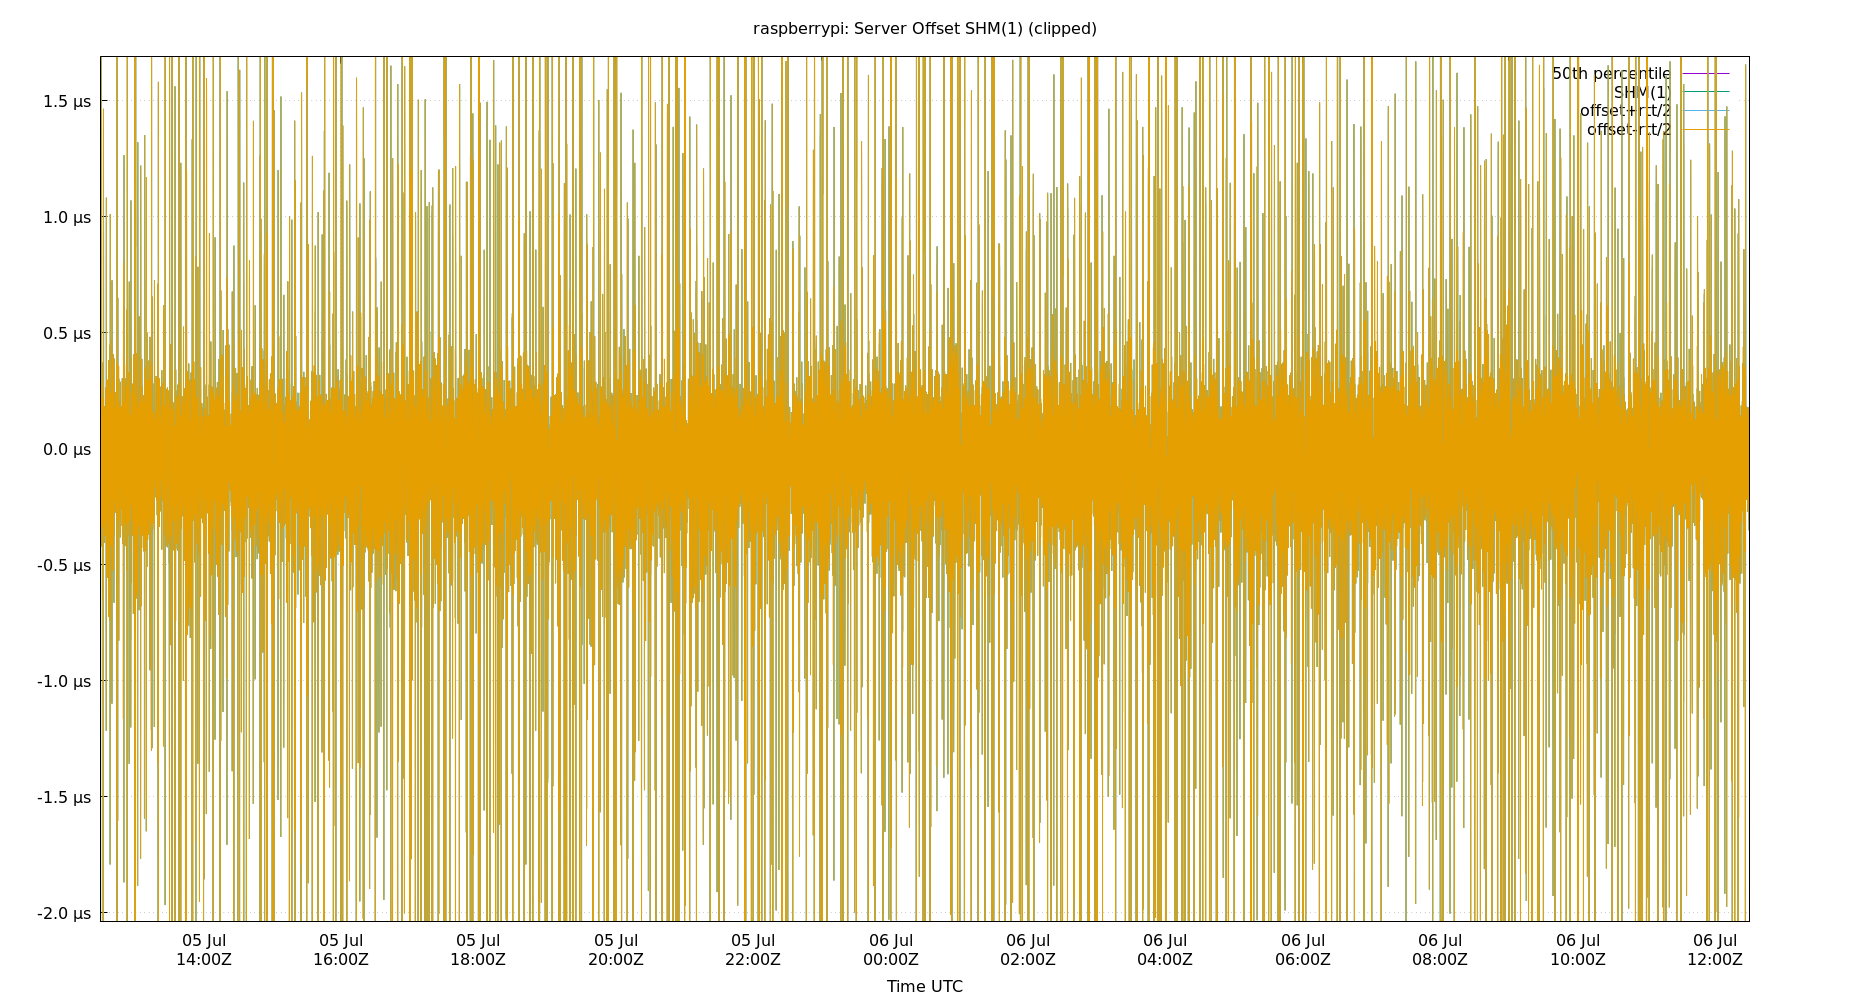 raspberrypi: Server Offset SHM(1) (clipped)
50th percentile
SHM(1)
offset+rtt/2
offset-rtt/2
1.5 µs
1.0 µs
0.5 µs
0.0 µs
-0.5 µs
-1.0 µs
-1.5 µs
-2.0 µs
05 Jul 05 Jul 05 Jul 05 Jul 05 Jul 06 Jul 06 Jul 06 Jul 06 Jul 06 Jul 06 Jul 06 Jul
14:00Z 16:00Z 18:00Z 20:00Z 22:00Z 00:00Z 02:00Z 04:00Z 06:00Z 08:00Z 10:00Z 12:00Z
Time UTC